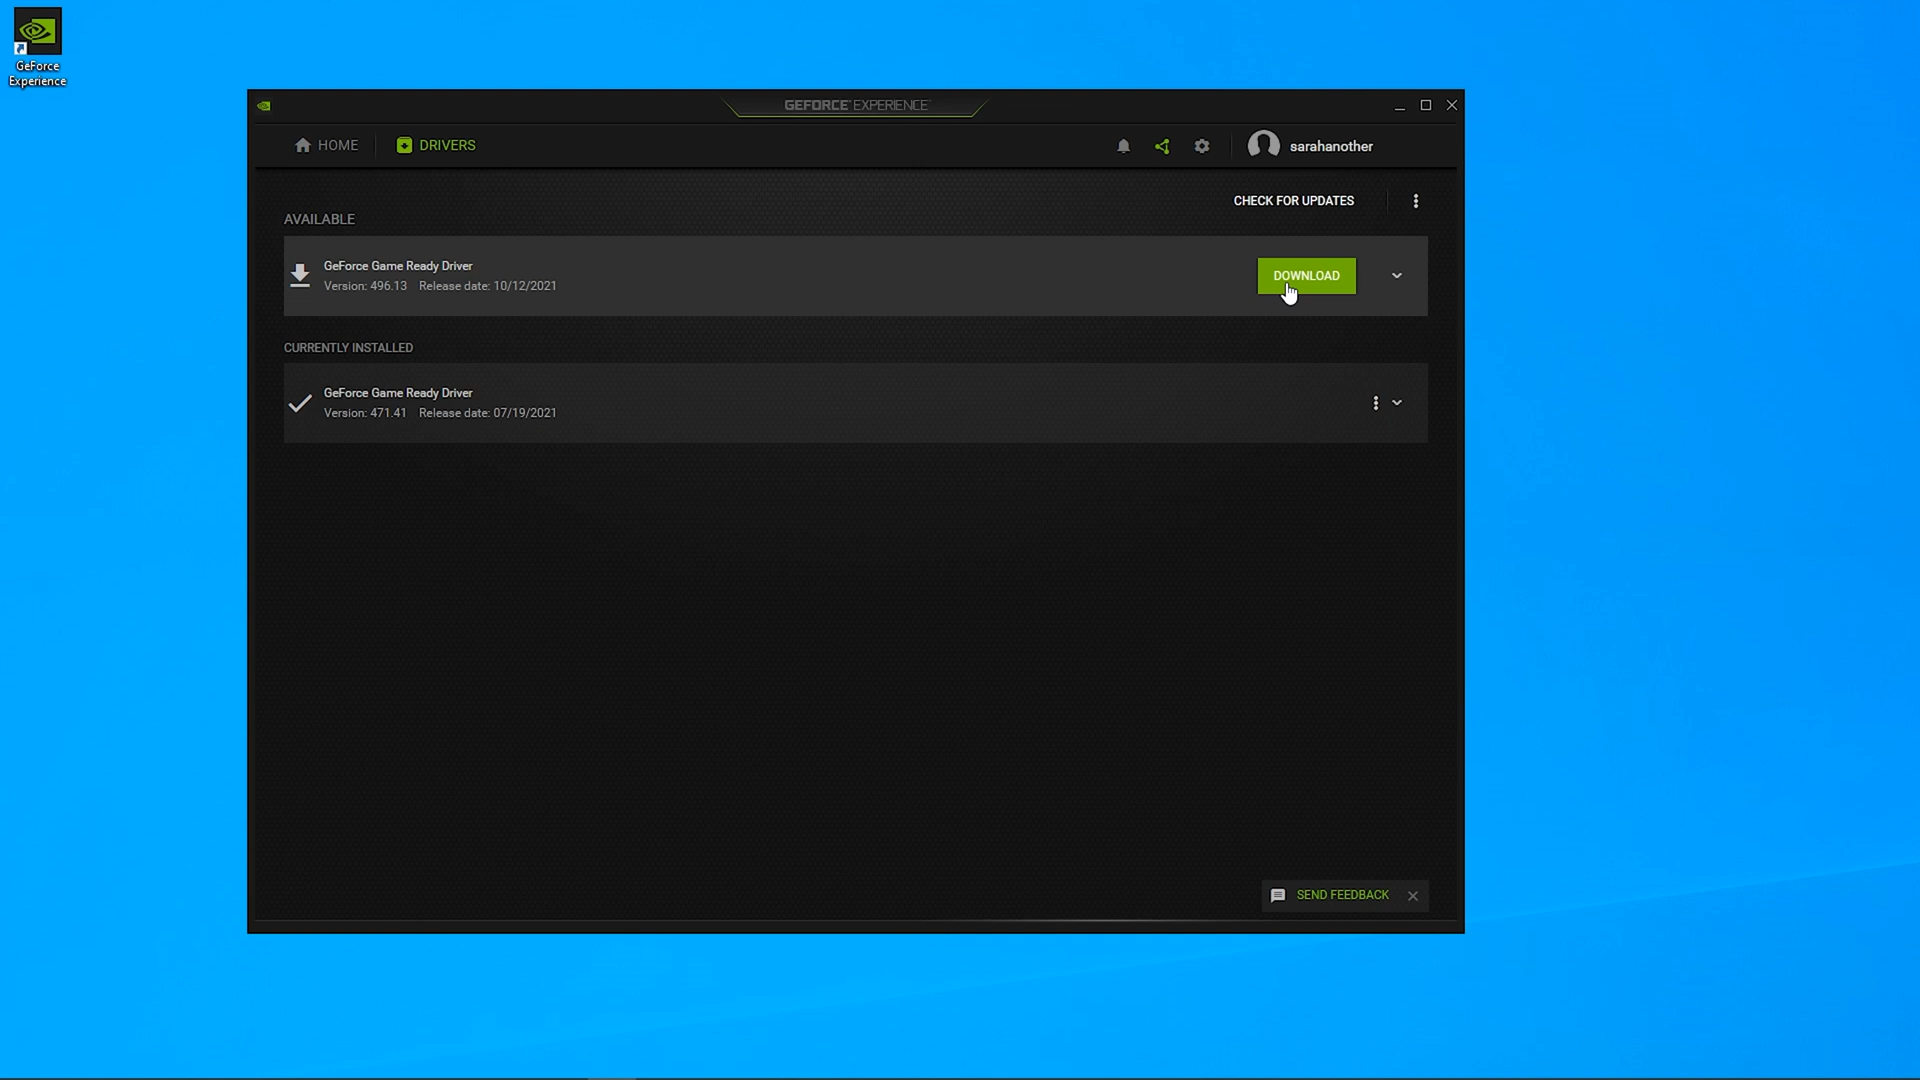 GeForce
Experience
GEFORCE EXPERIENCE
HOME
DRIVERS
sarahanother
CHECK FOR UPDATES
AVAILABLE
GeForce Game Ready Driver
Version: 496.13 Release date: 10/12/2021
DOWNLOAD
CURRENTLY INSTALLED
GeForce Game Ready Driver
Version: 471.41 Release date: 07/19/2021
SEND FEEDBACK